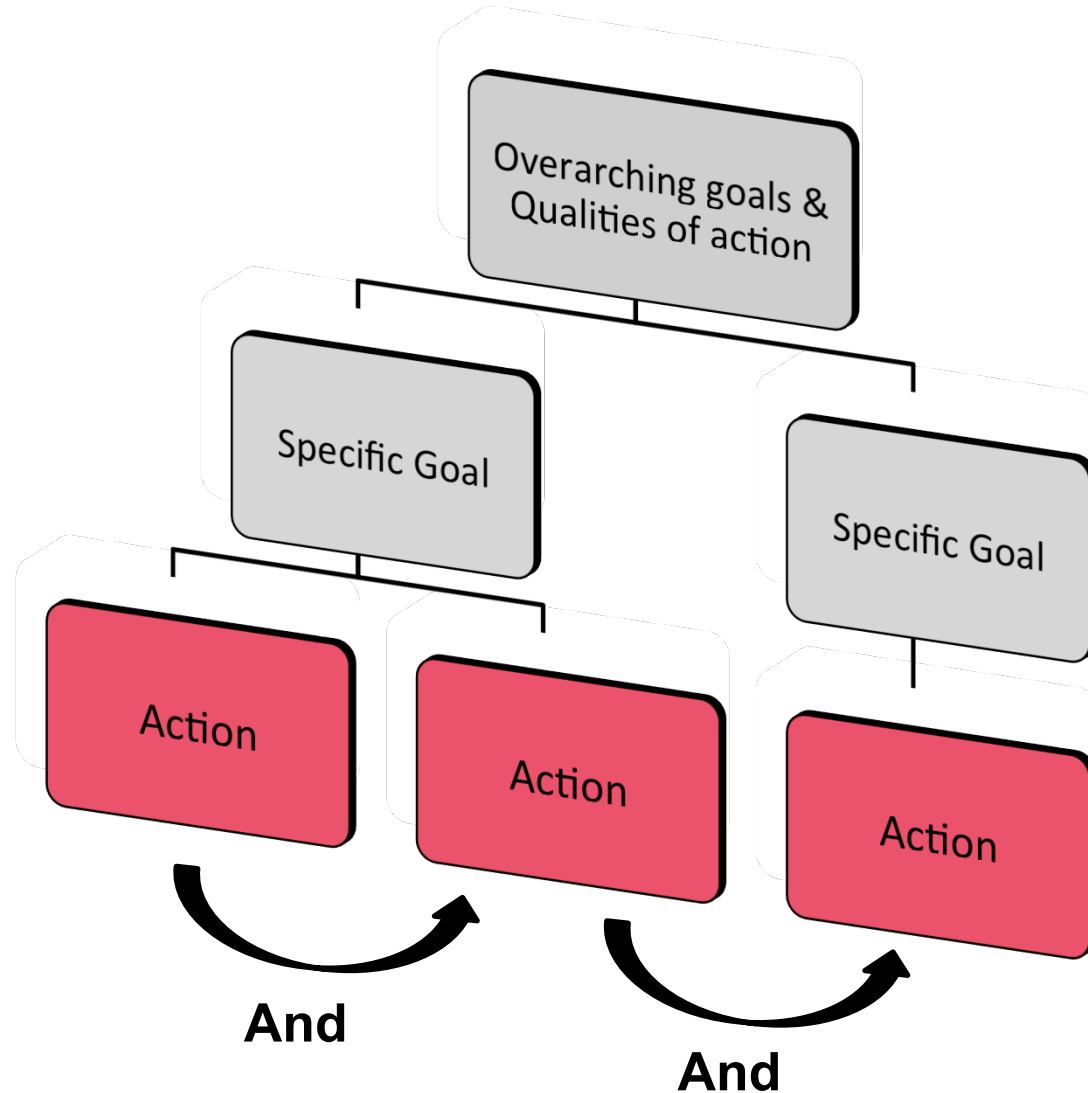 Overarching goals &
Qualities of action
Specific Goal
Specific Goal
Action
Action
Action
And
And